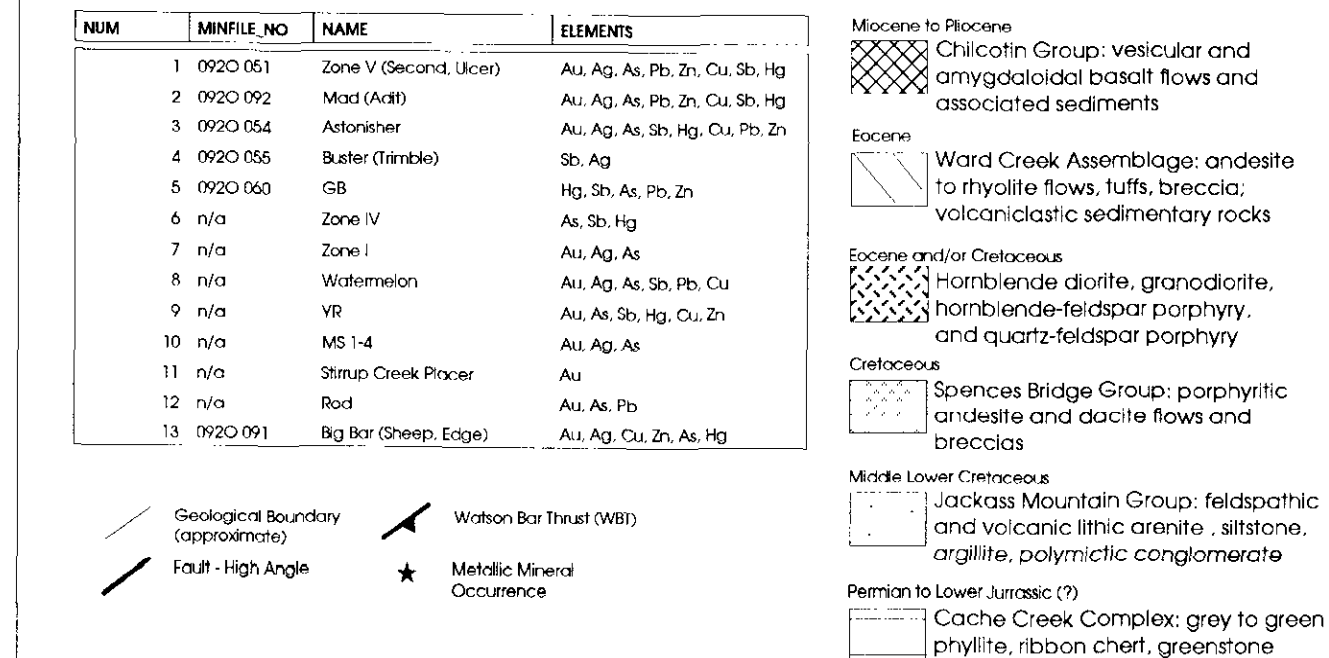 NUM MINFILE_NO NAME ELEMENTS
1 092O 051 Zone V (Second, Ulcer) Au, Ag, As, Pb, Zn, Cu, Sb, Hg
2 092O 092 Mad (Adit) Au, Ag, As, Pb, Zn, Cu, Sb, Hg
3 092O 054 Astonisher Au, Ag, As, Sb, Hg, Cu, Pb, Zn
4 092O 055 Buster (Trimble) Sb, Ag
5 092O 060 GB Hg, Sb, As, Pb, Zn
6 n/a Zone IV As, Sb, Hg
7 n/a Zone I Au, Ag, As
8 n/a Watermelon Au, Ag, As, Sb, Pb, Cu
9 n/a VR Au, As, Sb, Hg, Cu, Zn
10 n/a MS 1-4 Au, Ag, As
11 n/a Stirrup Creek Placer Au
12 n/a Rod Au, As, Pb
13 092O 091 Big Bar (Sheep, Edge) Au, Ag, Cu, Zn, As, Hg
Geological Boundary
(approximate)
Fault - High Angle
Watson Bar Thrust (WBT)
Metallic Mineral
Occurrence
Miocene to Pliocene
Chilcotin Group: vesicular and
amygdaloidal basalt flows and
associated sediments
Eocene
Ward Creek Assemblage: andesite
to rhyolite flows, tuffs, breccia;
volcaniclastic sedimentary rocks
Eocene and/or Cretaceous
Hornblende diorite, granodiorite,
hornblende-feldspar porphyry,
and quartz-feldspar porphyry
Cretaceous
Spences Bridge Group: porphyritic
andesite and dacite flows and
breccias
Middle Lower Cretaceous
Jackass Mountain Group: feldspathic
and volcanic lithic arenite , siltstone,
argillite, polymictic conglomerate
Permian to Lower Jurrassic (?)
Cache Creek Complex: grey to green
phyllite, ribbon chert, greenstone